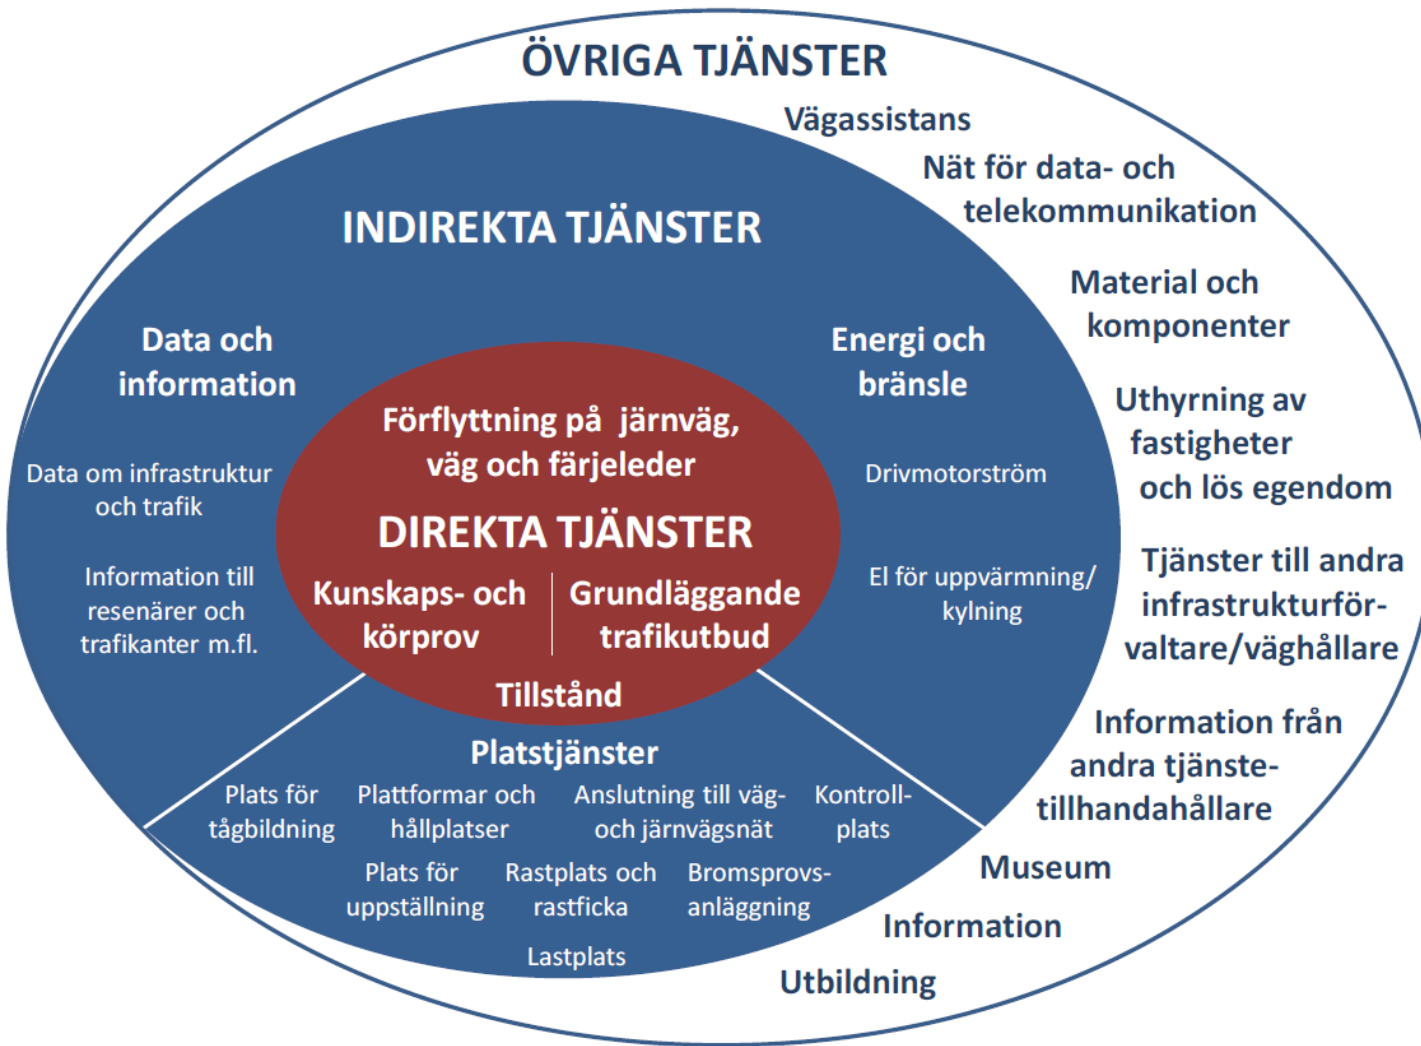 ÖVRIGA TJÄNSTER
Vägassistans
Nät för data- och
telekommunikation
Material och
komponenter
Uthyrning av
fastigheter
och lös egendom
Tjänster till andra
infrastrukturför-
valtare/väghållare
Information från
andra tjänste-
tillhandahållare
Museum
Information
Utbildning
INDIREKTA TJÄNSTER
Data och
information
Data om infrastruktur
och trafik
Information till
resenärer och
trafikanter m.fl.
Energi och
bränsle
Drivmotorström
El för uppvärmning/
kylning
Förflyttning på järnväg,
väg och färjeleder
DIREKTA TJÄNSTER
Kunskaps- och
körprov
Grundläggande
trafikutbud
Tillstånd
Platstjänster
Plats för
tågbildning
Plattformar och
hållplatser
Anslutning till väg-
och järnvägsnät
Kontroll-
plats
Plats för
uppställning
Rastplats och
rastficka
Bromsprovs-
anläggning
Lastplats